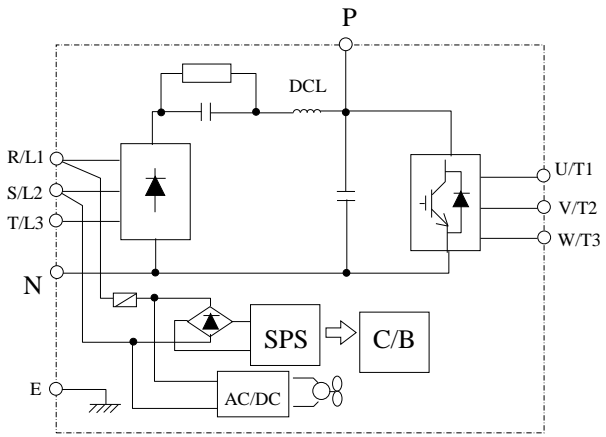 P
DCL
R/L1
U/T1
S/L2
V/T2
T/L3
W/T3
N
SPS
C/B
E
AC/DC